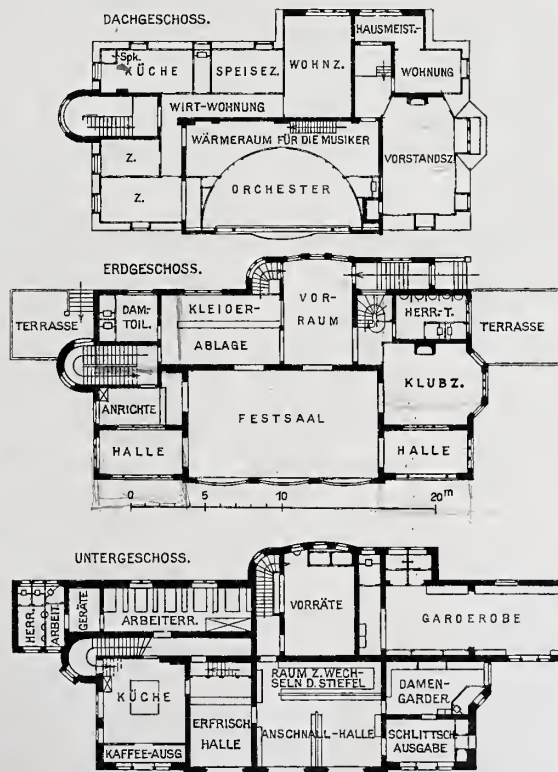 DACHGESCHOSS.
HAUSMEIST.-
Spk.
KÜCHE
SPEISEZ.
WOHNZ.
WOHNUNG
WIRT-WOHNUNG
Z.
WÄRMERAUM FÜR DIE MUSIKER
VORSTANDSZ.
Z.
ORCHESTER
ERDGESCHOSS.
TERRASSE
DAM.-
TOIL.
KLEIDER-
ABLAGE
VOR-
RAUM
HERR.-T.
TERRASSE
ANRICHTE
FESTSAAL
KLUBZ.
HALLE
HALLE
0 5 10 20 m
UNTERGESCHOSS.
HERR.
ARBEIT.
GERÄTE
ARBEITERR.
VORRÄTE
GARDEROBE
KÜCHE
ERFRISCH
HALLE
RAUM Z. WECH-
SELN D. STIEFEL
ANSCHNALL-HALLE
DAMEN-
GARDER.
SCHLITTSCH
AUSGABE
KAFFEE-AUSG